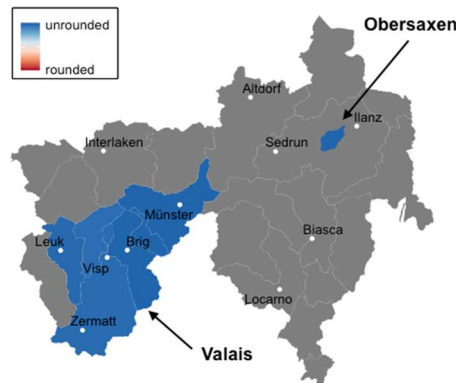 unrounded
rounded
Obersaxen
Altdorf
Ilanz
Interlaken
Sedrun
Münster
Leuk
Brig
Visp
Biasca
Locarno
Zermatt
Valais